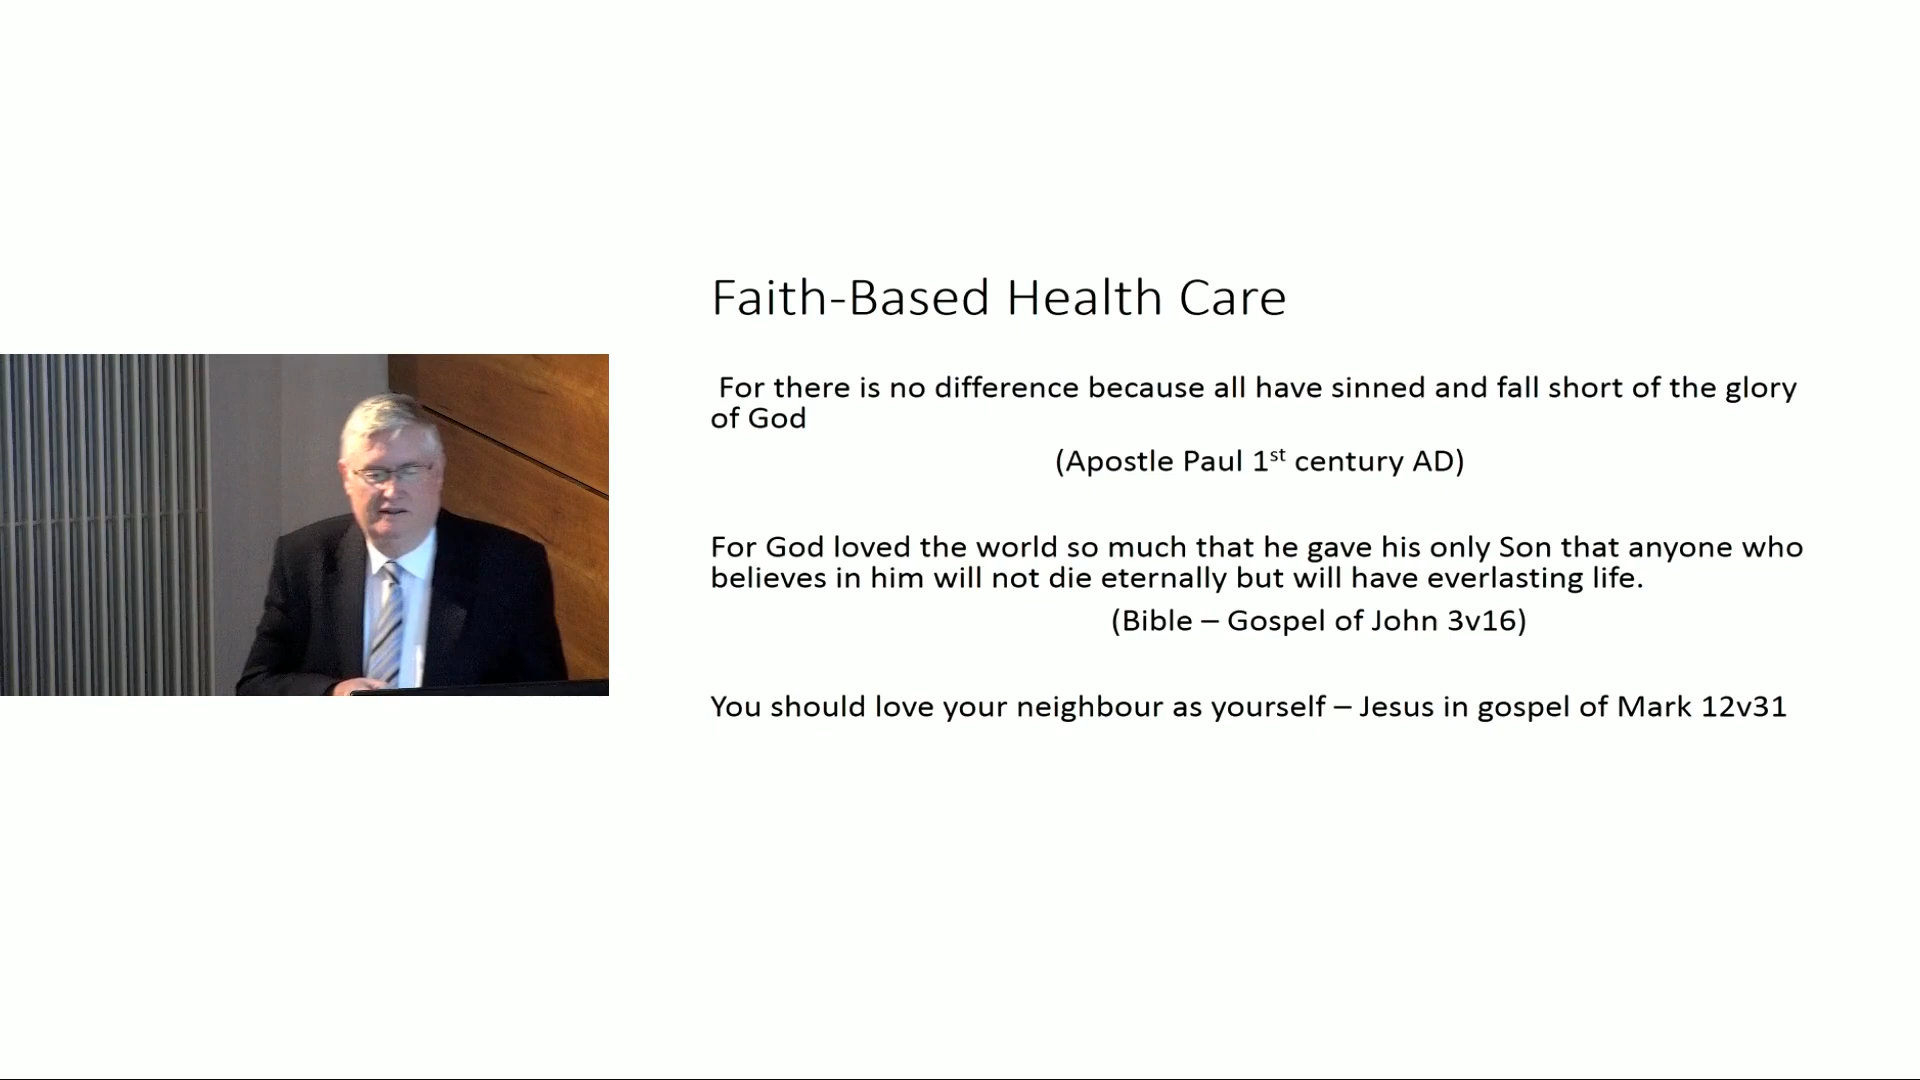 Faith-Based Health Care
For there is no difference because all have sinned and fall short of the glory
of God
(Apostle Paul 1st century AD)
For God loved the world so much that he gave his only Son that anyone who
believes in him will not die eternally but will have everlasting life.
(Bible – Gospel of John 3v16)
You should love your neighbour as yourself – Jesus in gospel of Mark 12v31